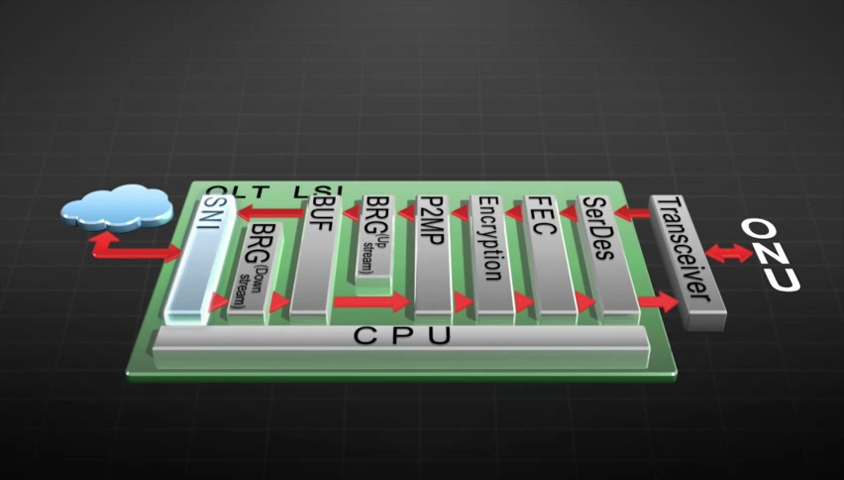 OLT LSI
SNI
BRG(Down stream)
BUF
BRG(Up stream)
P2MP
Encryption
FEC
SerDes
Transceiver
ONU
CPU